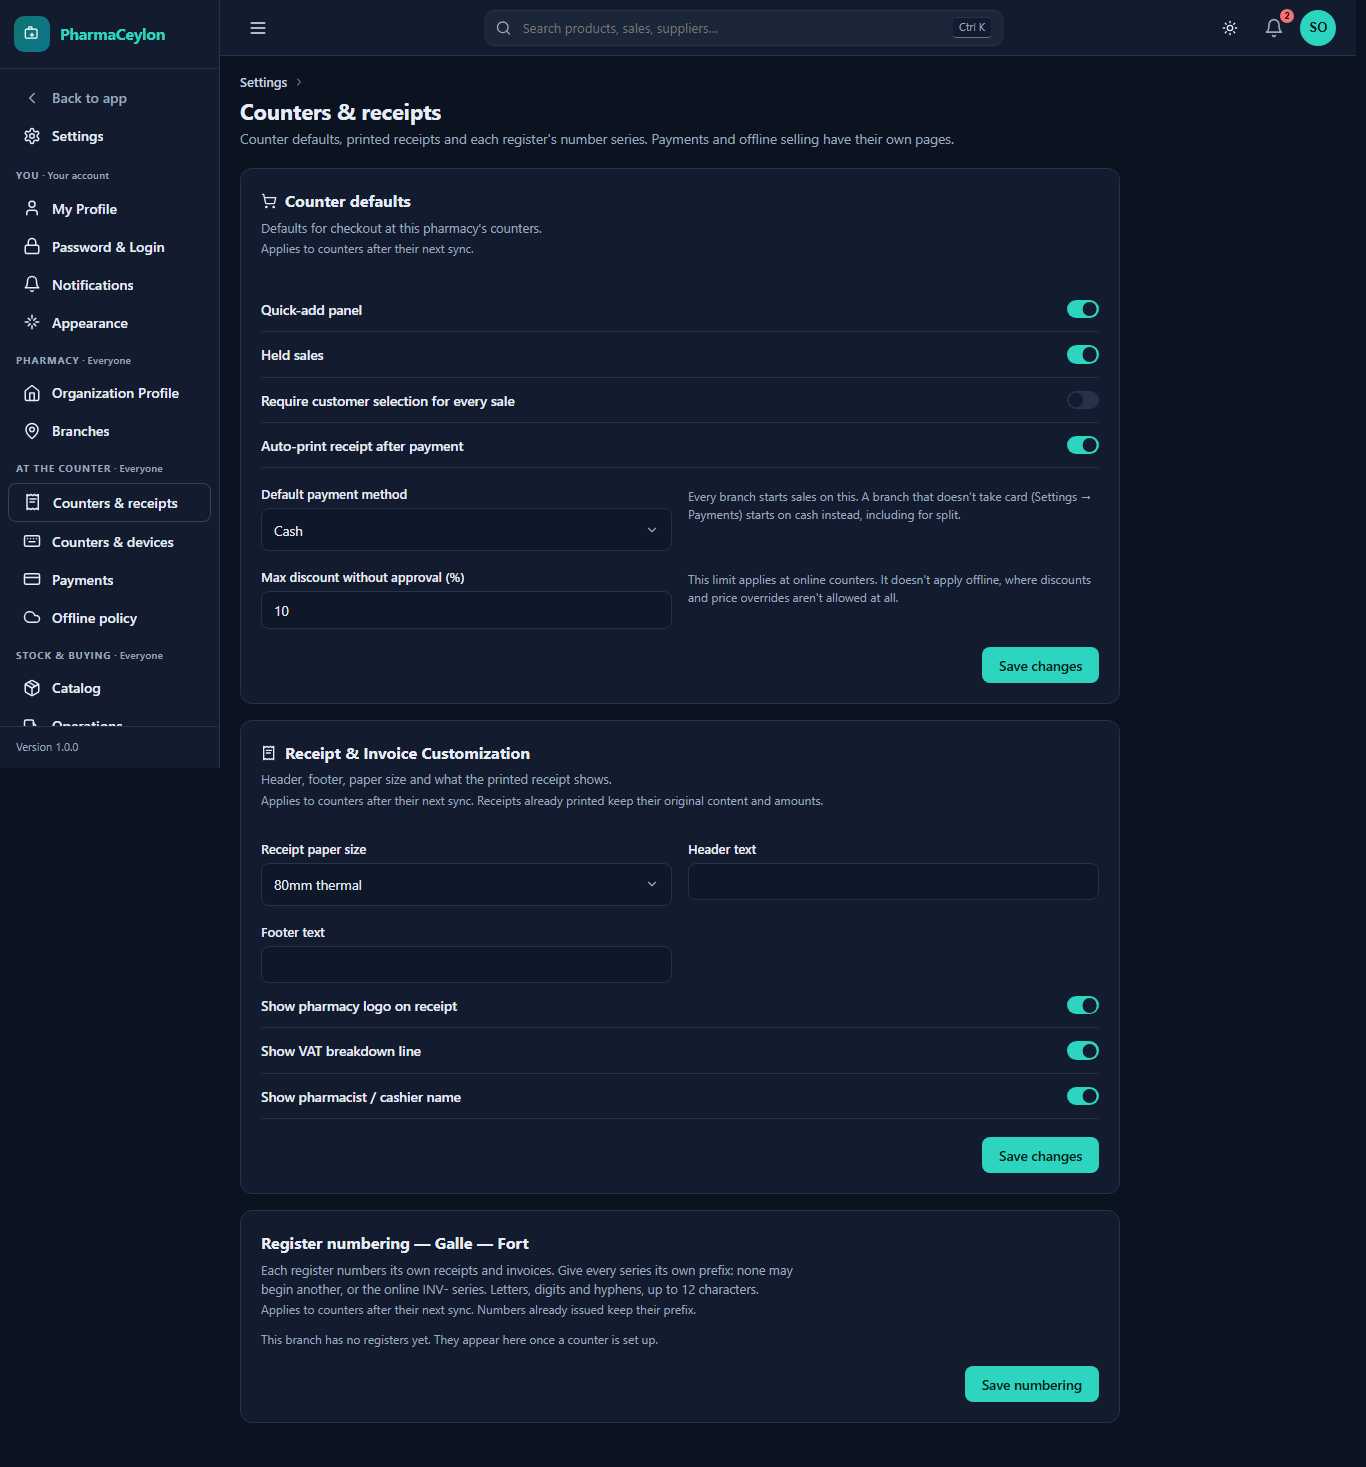 PharmaCeylon
Search products, sales, suppliers...
Ctrl K
2
SO
Back to app
Settings
YOU · Your account
My Profile
Password & Login
Notifications
Appearance
PHARMACY · Everyone
Organization Profile
Branches
AT THE COUNTER · Everyone
Counters & receipts
Counters & devices
Payments
Offline policy
STOCK & BUYING · Everyone
Catalog
Operations
Version 1.0.0
Settings
Counters & receipts
Counter defaults, printed receipts and each register's number series. Payments and offline selling have their own pages.
Counter defaults
Defaults for checkout at this pharmacy's counters.
Applies to counters after their next sync.
Quick-add panel
Held sales
Require customer selection for every sale
Auto-print receipt after payment
Default payment method
Cash
Every branch starts sales on this. A branch that doesn't take card (Settings →
Payments) starts on cash instead, including for split.
Max discount without approval (%)
10
This limit applies at online counters. It doesn't apply offline, where discounts
and price overrides aren't allowed at all.
Save changes
Receipt & Invoice Customization
Header, footer, paper size and what the printed receipt shows.
Applies to counters after their next sync. Receipts already printed keep their original content and amounts.
Receipt paper size
80mm thermal
Header text
Footer text
Show pharmacy logo on receipt
Show VAT breakdown line
Show pharmacist / cashier name
Save changes
Register numbering — Galle — Fort
Each register numbers its own receipts and invoices. Give every series its own prefix: none may
begin another, or the online INV- series. Letters, digits and hyphens, up to 12 characters.
Applies to counters after their next sync. Numbers already issued keep their prefix.
This branch has no registers yet. They appear here once a counter is set up.
Save numbering